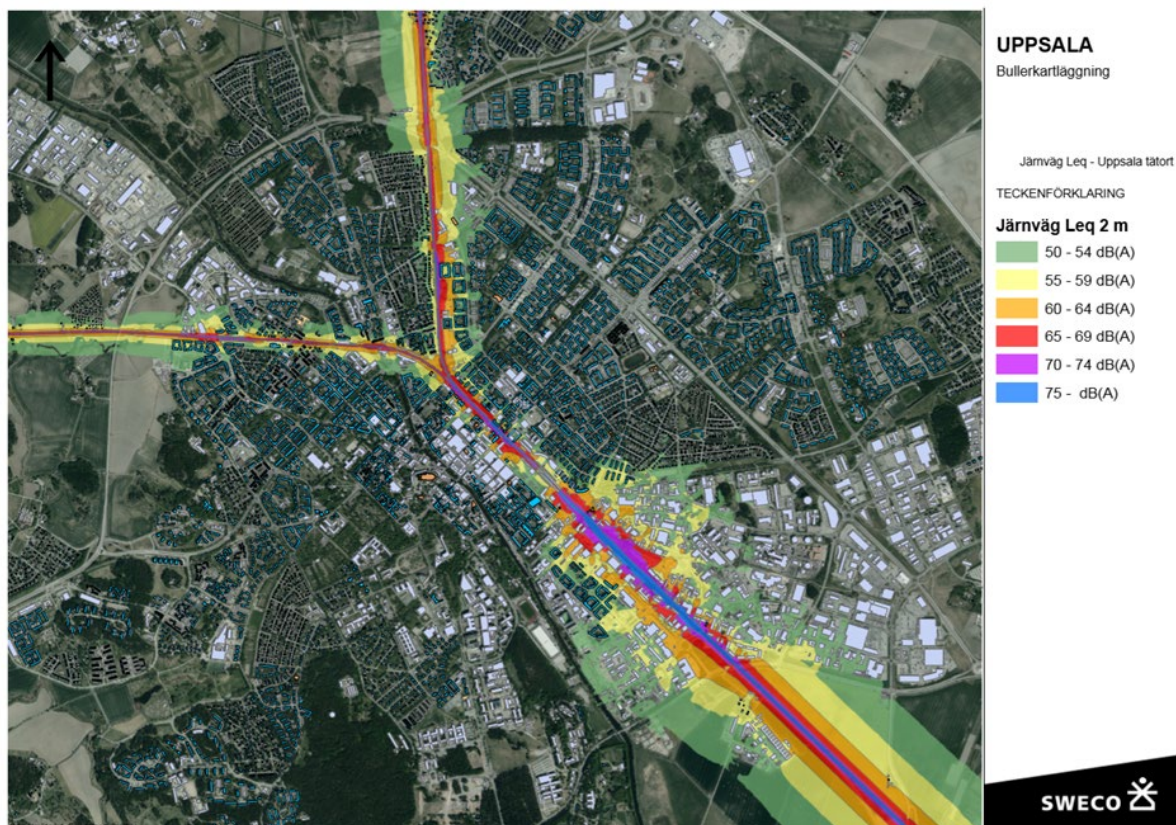 UPPSALA
Bullerkartläggning
Järnväg Leq - Uppsala tätort
TECKENFÖRKLARING
Järnväg Leq 2 m
50 - 54 dB(A)
55 - 59 dB(A)
60 - 64 dB(A)
65 - 69 dB(A)
70 - 74 dB(A)
75 - dB(A)
SWECO